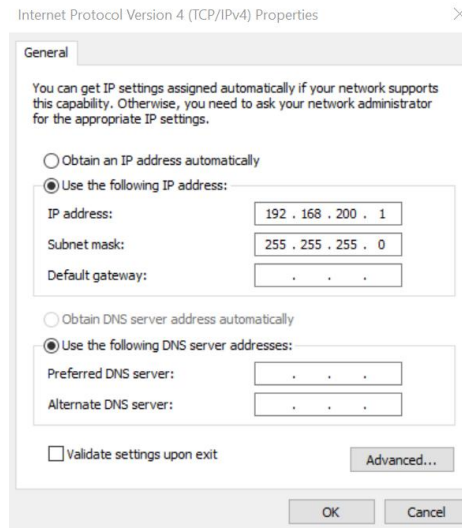 Internet Protocol Version 4 (TCP/IPv4) Properties
General
You can get IP settings assigned automatically if your network supports
this capability. Otherwise, you need to ask your network administrator
for the appropriate IP settings.
Obtain an IP address automatically
Use the following IP address:
IP address: 192 . 168 . 200 . 1
Subnet mask: 255 . 255 . 255 . 0
Default gateway: . . .
Obtain DNS server address automatically
Use the following DNS server addresses:
Preferred DNS server: . . .
Alternate DNS server: . . .
Validate settings upon exit
Advanced...
OK Cancel